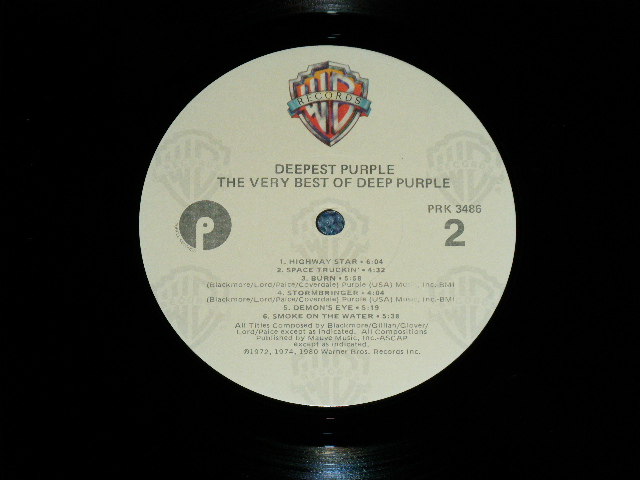 WB
RECORDS
DEEPEST PURPLE
THE VERY BEST OF DEEP PURPLE
PRK 3486
2
P
1. HIGHWAY STAR • 6:04
2. SPACE TRUCKIN' • 4:32
3. BURN • 5:58
(Blackmore/Lord/Paice/Coverdale) Purple (USA) Music, Inc.-BMI
4. STORMBRINGER • 4:04
(Blackmore/Lord/Paice/Coverdale) Purple (USA) Music, Inc.-BMI
5. DEMON'S EYE • 5:19
6. SMOKE ON THE WATER • 5:38
All Titles Composed by Blackmore/Gillian/Glover/
Lord/Paice except as indicated. All Compositions
Published by Mauve Music, Inc.-ASCAP
except as indicated.
℗1972, 1974, 1980 Warner Bros. Records Inc.